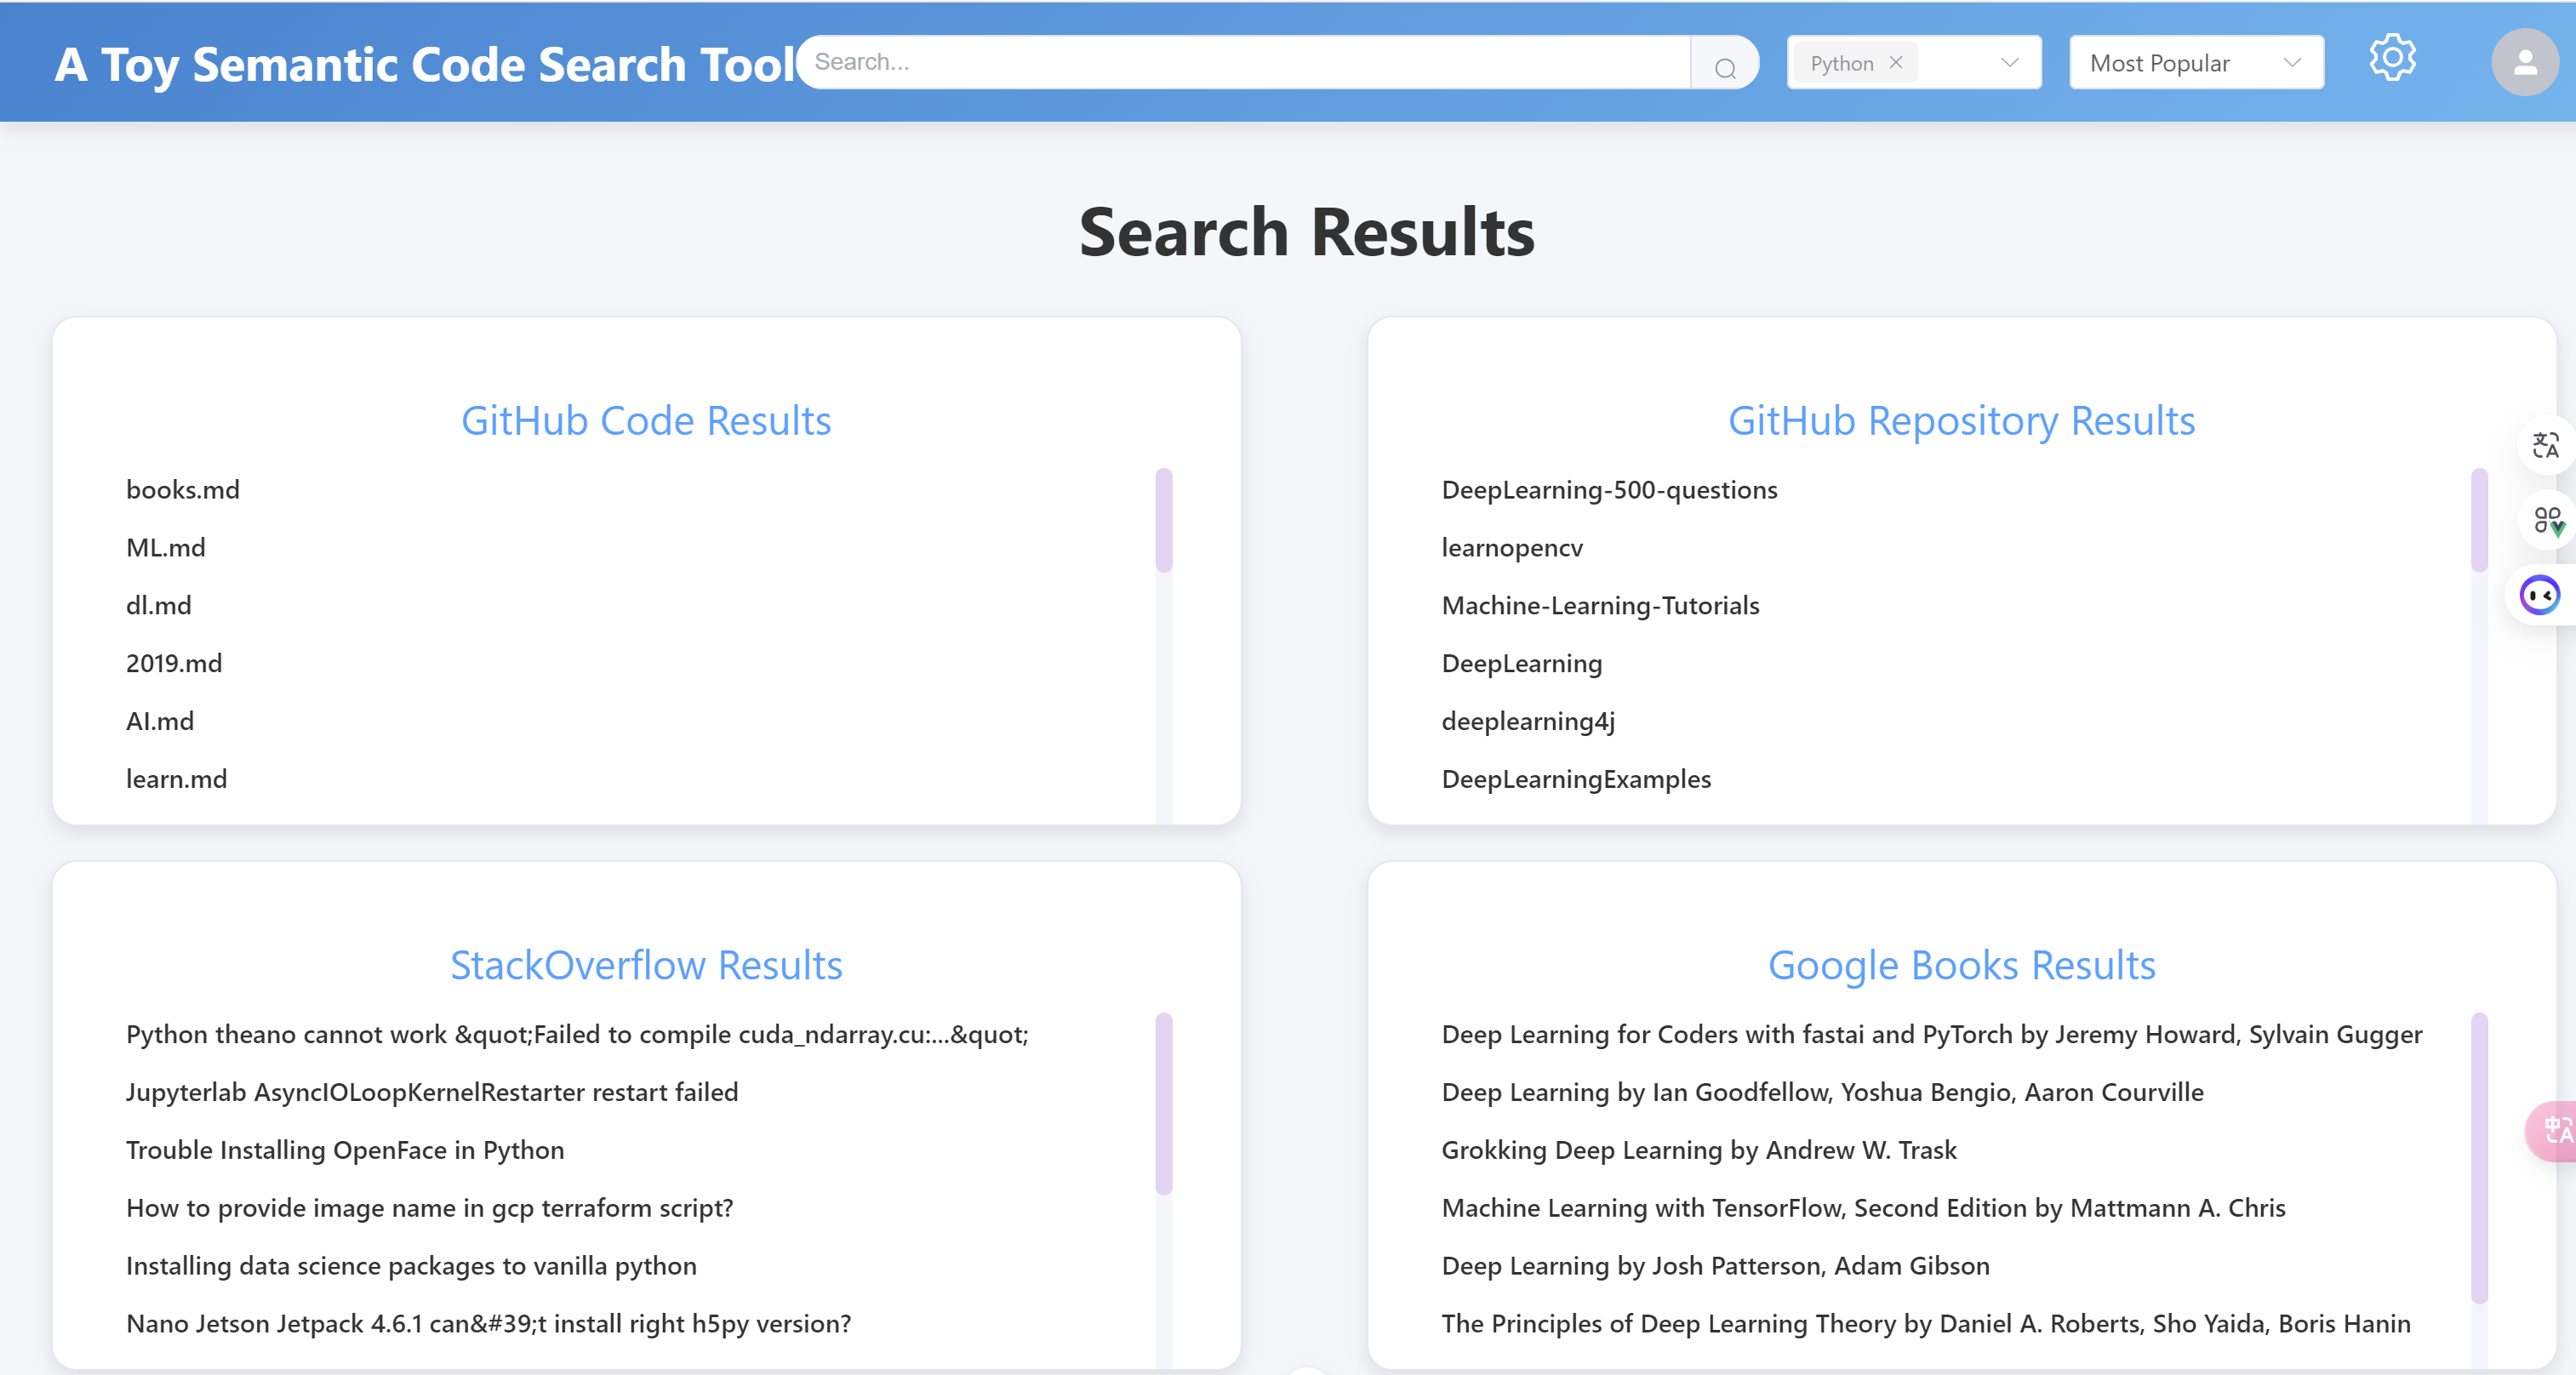 A Toy Semantic Code Search Tool
Search...
Python
Most Popular
Search Results
GitHub Code Results
books.md
ML.md
dl.md
2019.md
AI.md
learn.md
GitHub Repository Results
DeepLearning-500-questions
learnopencv
Machine-Learning-Tutorials
DeepLearning
deeplearning4j
DeepLearningExamples
文A
StackOverflow Results
Python theano cannot work &quot;Failed to compile cuda_ndarray.cu:...&quot;
Jupyterlab AsyncIOLoopKernelRestarter restart failed
Trouble Installing OpenFace in Python
How to provide image name in gcp terraform script?
Installing data science packages to vanilla python
Nano Jetson Jetpack 4.6.1 can&#39;t install right h5py version?
Google Books Results
Deep Learning for Coders with fastai and PyTorch by Jeremy Howard, Sylvain Gugger
Deep Learning by Ian Goodfellow, Yoshua Bengio, Aaron Courville
Grokking Deep Learning by Andrew W. Trask
Machine Learning with TensorFlow, Second Edition by Mattmann A. Chris
Deep Learning by Josh Patterson, Adam Gibson
The Principles of Deep Learning Theory by Daniel A. Roberts, Sho Yaida, Boris Hanin
中A